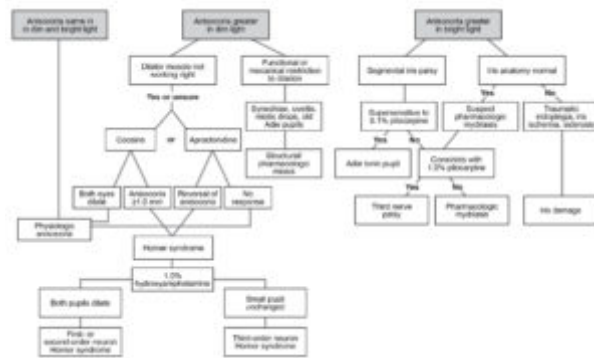 Anisocoria same in
in dim and bright light
Anisocoria greater in
dim light
Anisocoria greater
in bright light
Dilator muscle not
working right
Functional or
mechanical restriction
to dilation
Segmental iris palsy
Iris anatomy normal
Yes or unsure
Yes
No
Synechiae, uveitis,
miotic drops, old
Adie pupils
Supersensitive to
0.1% pilocarpine
Suspect
pharmacologic
mydriasis
Traumatic
iridoplegia, iris
ischemia, iridectomy
Cocaine
or
Apraclonidine
Structural
pharmacologic
miosis
Yes
No
Adie tonic pupil
Constricts with
1.0% pilocarpine
Both eyes
dilate
Anisocoria
≥1.0 mm
Reversal of
anisocoria
No
response
Yes
No
Third nerve
palsy
Pharmacologic
mydriasis
Iris damage
Physiologic
anisocoria
Horner syndrome
1.0%
hydroxyamphetamine
Both pupils dilate
Small pupil
unchanged
First- or
second-order neuron
Horner syndrome
Third-order neuron
Horner syndrome